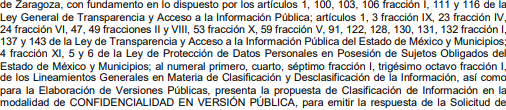 de Zaragoza, con fundamento en lo dispuesto por los artículos 1, 100, 103, 106 fracción I, 111 y 116 de la
Ley General de Transparencia y Acceso a la Información Pública; artículos 1, 3 fracción IX, 23 fracción IV,
24 fracción VI, 47, 49 fracciones II y VIII, 53 fracción X, 59 fracción V, 91, 122, 128, 130, 131, 132 fracción I,
137 y 143 de la Ley de Transparencia y Acceso a la Información Pública del Estado de México y Municipios;
4 fracción XI, 5 y 6 de la Ley de Protección de Datos Personales en Posesión de Sujetos Obligados del
Estado de México y Municipios; al numeral primero, cuarto, séptimo fracción I, trigésimo octavo fracción I,
de los Lineamientos Generales en Materia de Clasificación y Desclasificación de la Información, así como
para la Elaboración de Versiones Públicas, presenta la propuesta de Clasificación de Información en la
modalidad de CONFIDENCIALIDAD EN VERSIÓN PÚBLICA, para emitir la respuesta de la Solicitud de